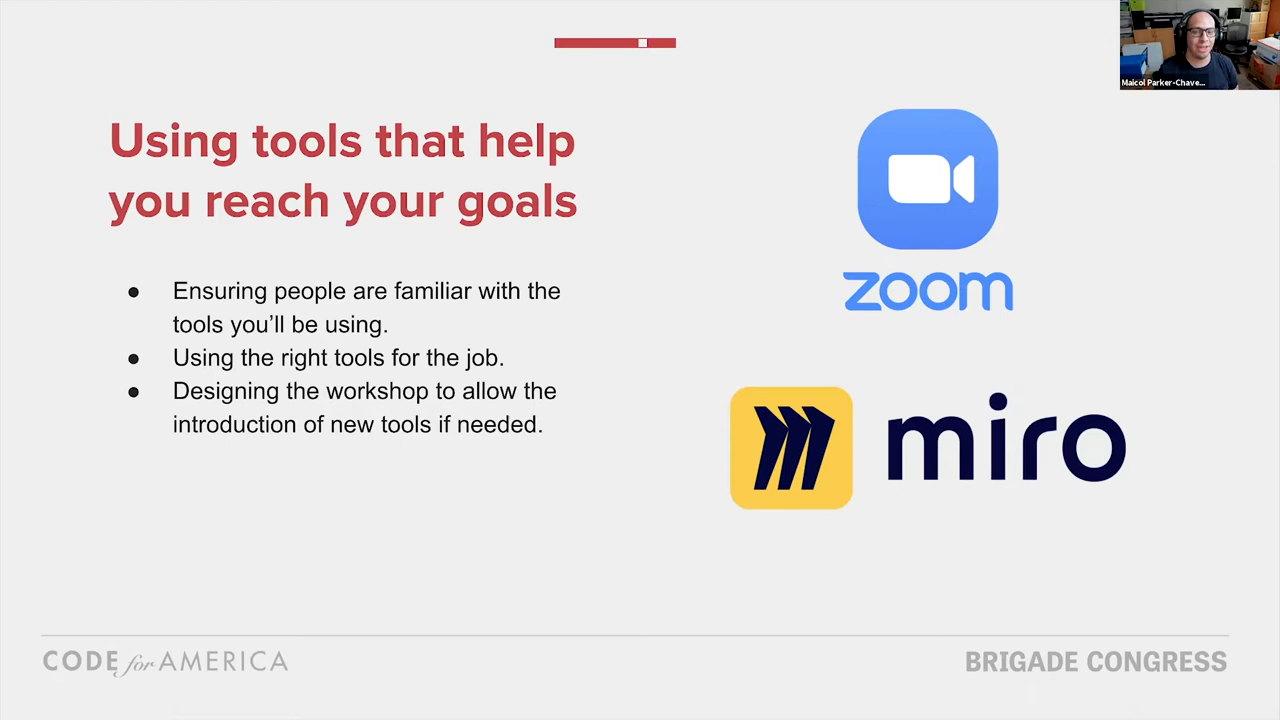 Maicol Parker-Chave...
Using tools that help
you reach your goals
● Ensuring people are familiar with the
tools you’ll be using.
● Using the right tools for the job.
● Designing the workshop to allow the
introduction of new tools if needed.
zoom
miro
CODE for AMERICA
BRIGADE CONGRESS